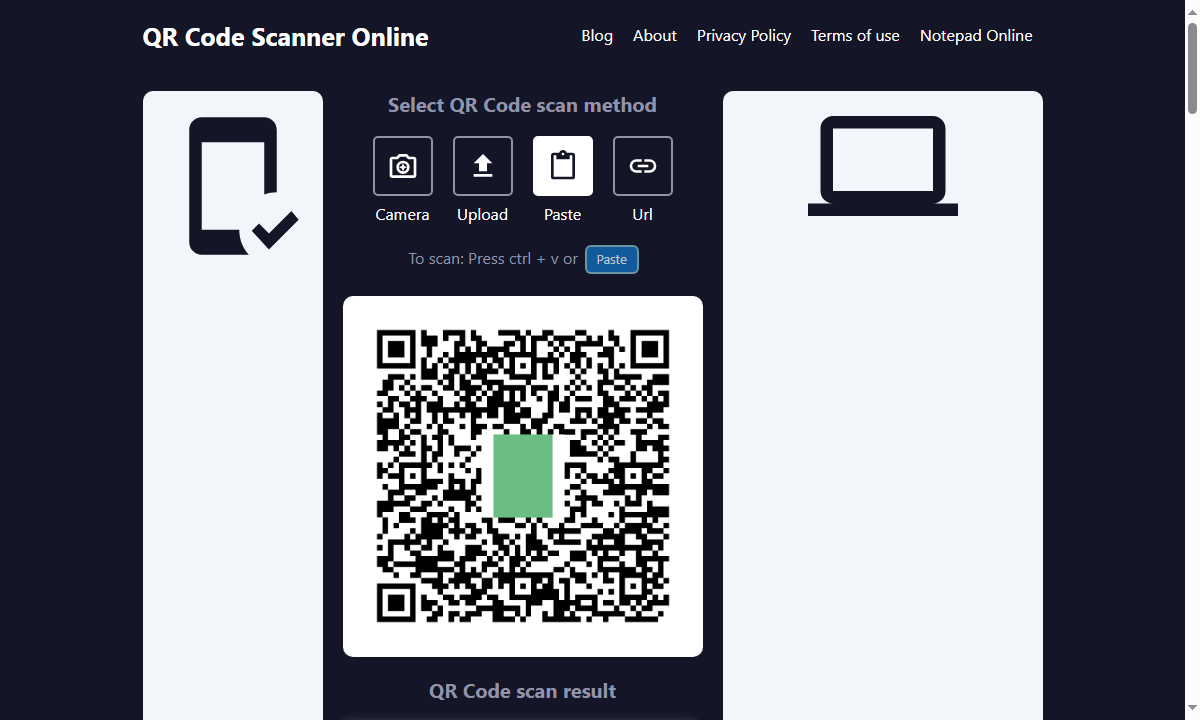 QR Code Scanner Online
Blog About Privacy Policy Terms of use Notepad Online
Select QR Code scan method
Camera Upload Paste Url
To scan: Press ctrl + v or Paste
QR Code scan result